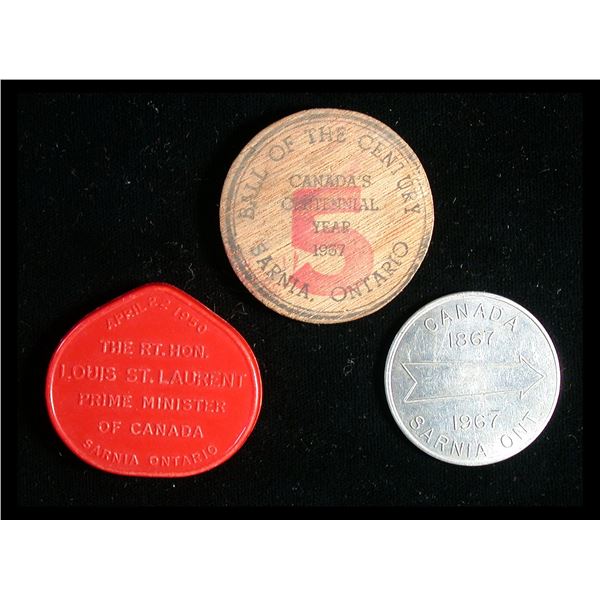 BALL OF THE CENTURY
CANADA'S
CENTENNIAL
YEAR
1967
5
SARNIA, ONTARIO
APRIL 22 1950
THE RT. HON.
LOUIS ST. LAURENT
PRIME MINISTER
OF CANADA
SARNIA ONTARIO
CANADA
1867
1967
SARNIA ONT